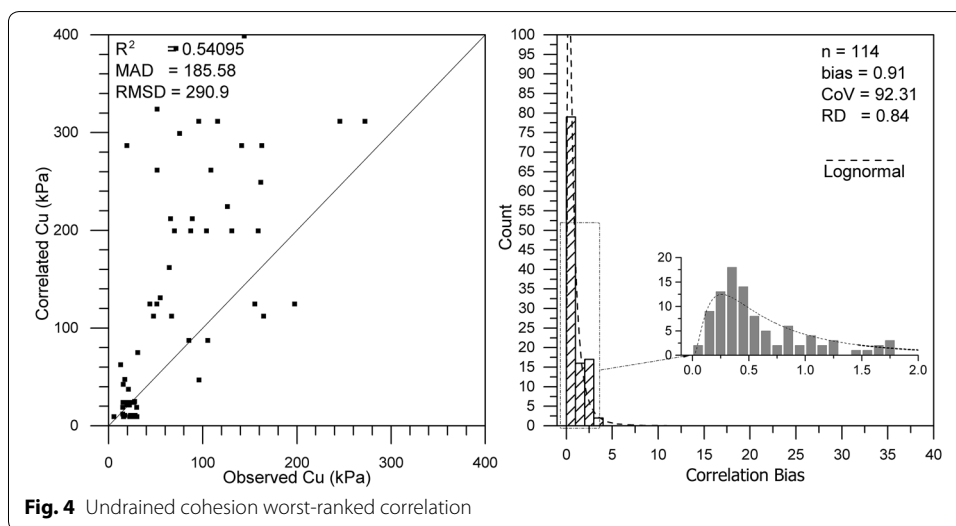 400
300
200
100
0
Correlated Cu (kPa)
R² = 0.54095
MAD = 185.58
RMSD = 290.9
0 100 200 300 400
Observed Cu (kPa)
100
95
90
85
80
75
70
65
60
55
50
45
40
35
30
25
20
15
10
5
0
Count
n = 114
bias = 0.91
CoV = 92.31
RD = 0.84
Lognormal
20
15
10
5
0
0.0 0.5 1.0 1.5 2.0
0 5 10 15 20 25 30 35 40
Correlation Bias
Fig. 4 Undrained cohesion worst-ranked correlation